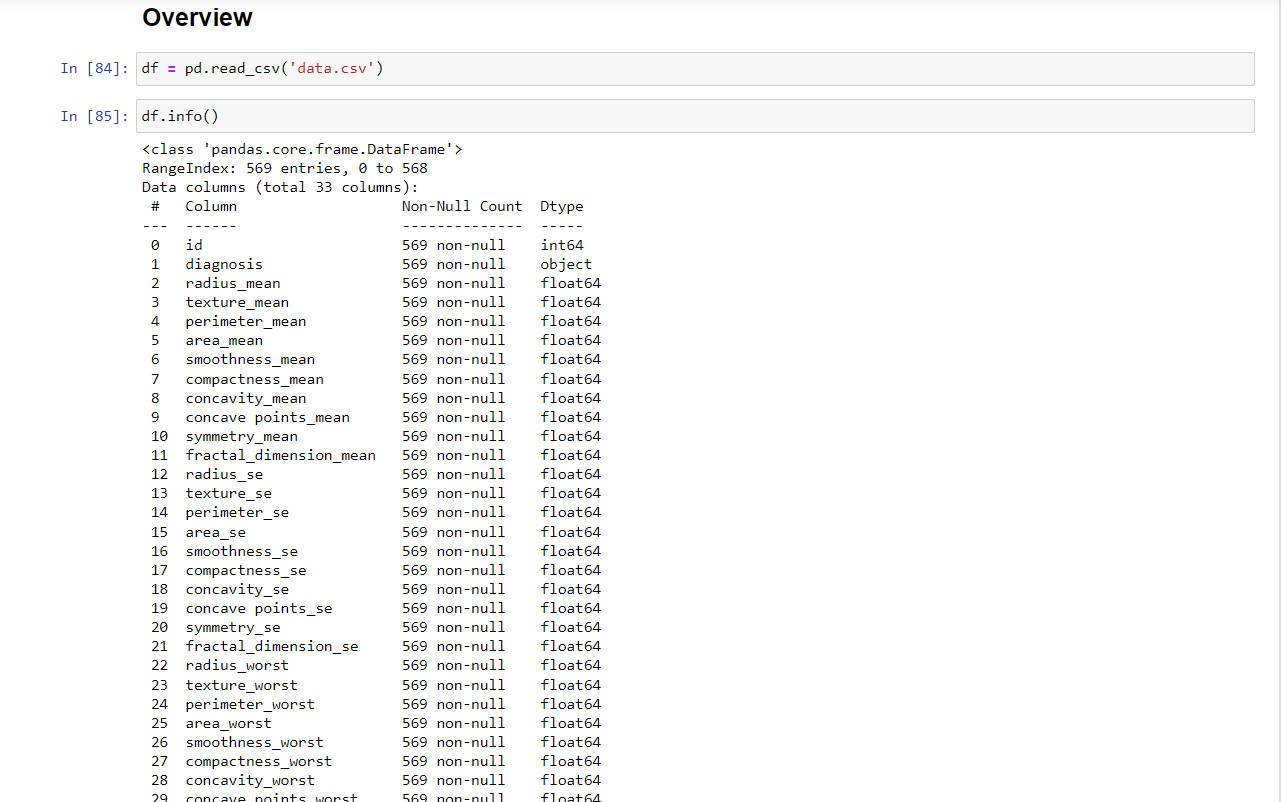 Overview
In [84]: df = pd.read_csv('data.csv')
In [85]: df.info()
<class 'pandas.core.frame.DataFrame'>
RangeIndex: 569 entries, 0 to 568
Data columns (total 33 columns):
 #   Column                   Non-Null Count  Dtype
---  ------                   --------------  -----
 0   id                       569 non-null    int64
 1   diagnosis                569 non-null    object
 2   radius_mean              569 non-null    float64
 3   texture_mean             569 non-null    float64
 4   perimeter_mean           569 non-null    float64
 5   area_mean                569 non-null    float64
 6   smoothness_mean          569 non-null    float64
 7   compactness_mean         569 non-null    float64
 8   concavity_mean           569 non-null    float64
 9   concave points_mean      569 non-null    float64
 10  symmetry_mean            569 non-null    float64
 11  fractal_dimension_mean   569 non-null    float64
 12  radius_se                569 non-null    float64
 13  texture_se               569 non-null    float64
 14  perimeter_se             569 non-null    float64
 15  area_se                  569 non-null    float64
 16  smoothness_se            569 non-null    float64
 17  compactness_se           569 non-null    float64
 18  concavity_se             569 non-null    float64
 19  concave points_se        569 non-null    float64
 20  symmetry_se              569 non-null    float64
 21  fractal_dimension_se     569 non-null    float64
 22  radius_worst             569 non-null    float64
 23  texture_worst            569 non-null    float64
 24  perimeter_worst          569 non-null    float64
 25  area_worst               569 non-null    float64
 26  smoothness_worst         569 non-null    float64
 27  compactness_worst        569 non-null    float64
 28  concavity_worst          569 non-null    float64
 29  concave points_worst     569 non-null    float64